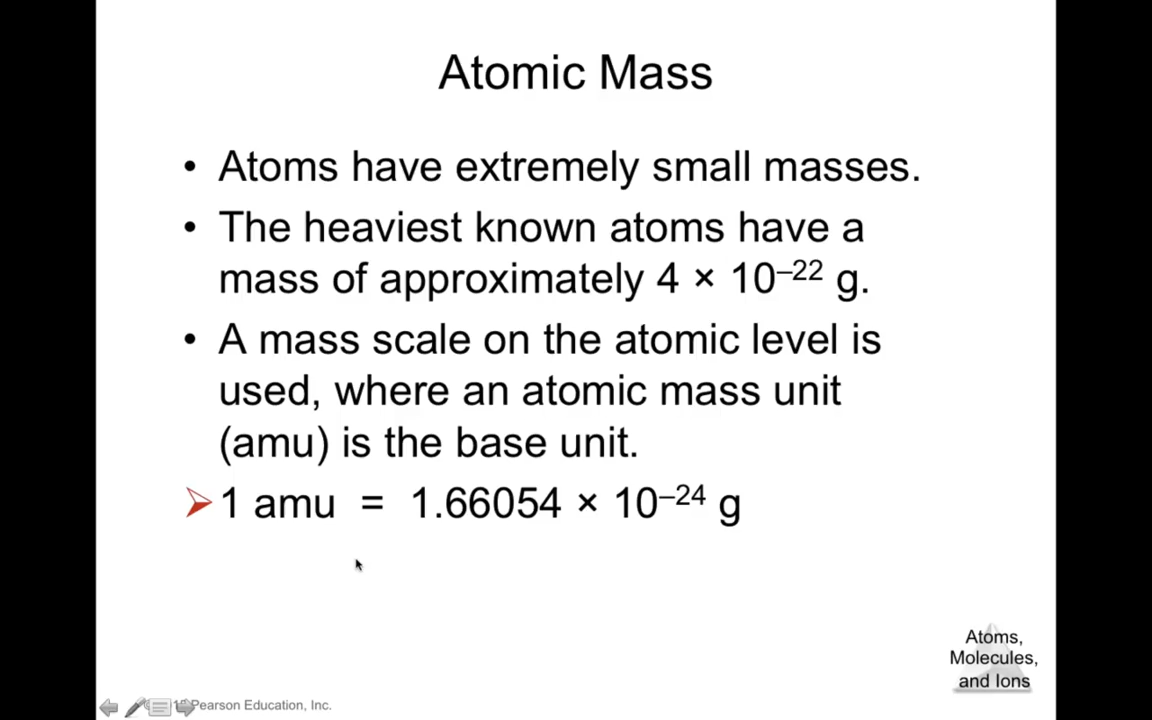 Atomic Mass
• Atoms have extremely small masses.
• The heaviest known atoms have a
mass of approximately 4 × 10⁻²² g.
• A mass scale on the atomic level is
used, where an atomic mass unit
(amu) is the base unit.
➢ 1 amu = 1.66054 × 10⁻²⁴ g
Atoms,
Molecules,
and Ions
Pearson Education, Inc.